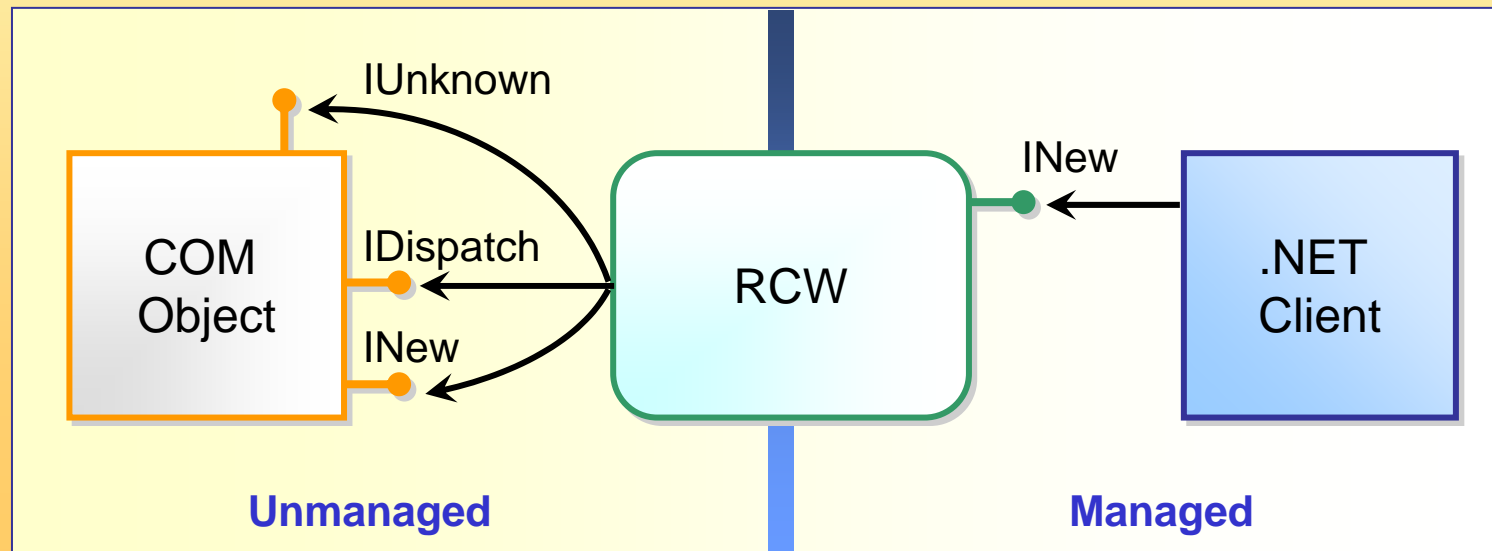 IUnknown
INew
COM
Object
IDispatch
RCW
.NET
Client
INew
Unmanaged
Managed